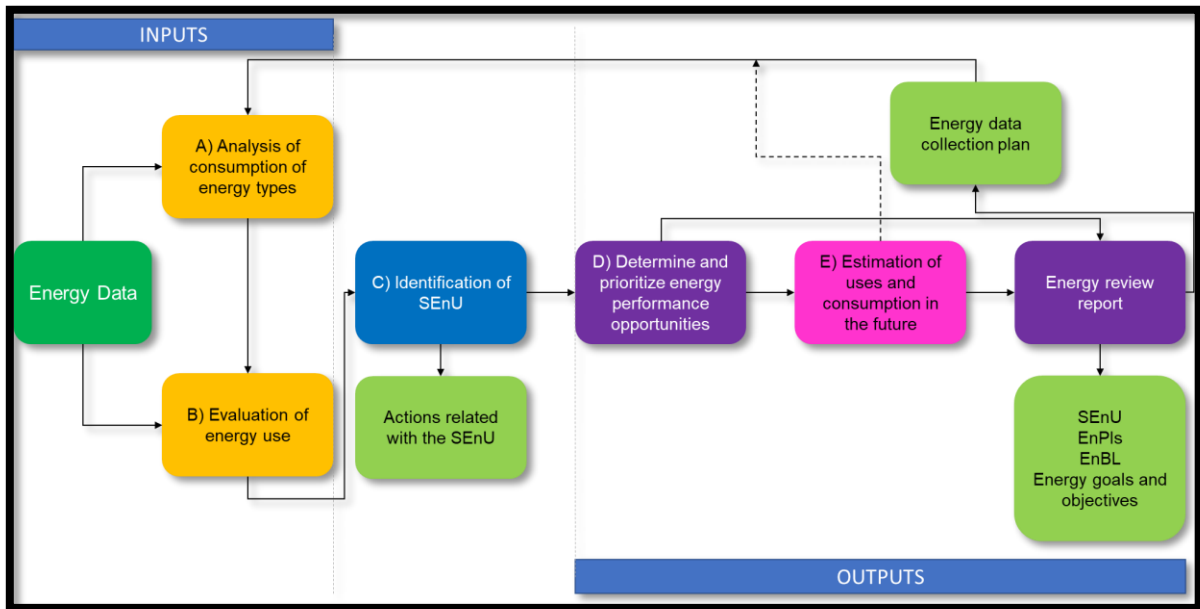 INPUTS
Energy Data
A) Analysis of
consumption of
energy types
B) Evaluation of
energy use
C) Identification of
SEnU
Actions related
with the SEnU
D) Determine and
prioritize energy
performance
opportunities
E) Estimation of
uses and
consumption in
the future
Energy data
collection plan
Energy review
report
SEnU
EnPIs
EnBL
Energy goals and
objectives
OUTPUTS